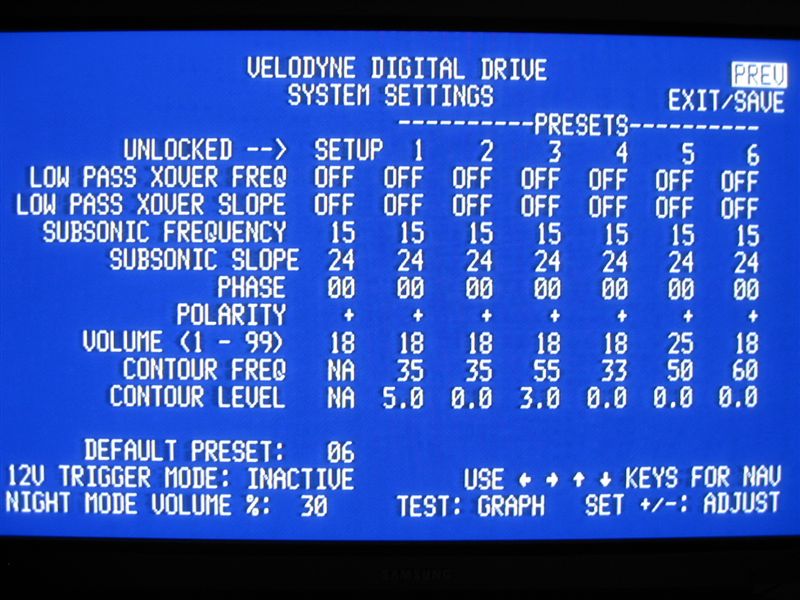 VELODYNE DIGITAL DRIVE PREV
SYSTEM SETTINGS EXIT/SAVE
----------PRESETS----------
UNLOCKED --> SETUP 1 2 3 4 5 6
LOW PASS XOVER FREQ OFF OFF OFF OFF OFF OFF OFF
LOW PASS XOVER SLOPE OFF OFF OFF OFF OFF OFF OFF
SUBSONIC FREQUENCY 15 15 15 15 15 15 15
SUBSONIC SLOPE 24 24 24 24 24 24 24
PHASE 00 00 00 00 00 00 00
POLARITY + + + + + + +
VOLUME (1 - 99) 18 18 18 18 18 25 18
CONTOUR FREQ NA 35 35 55 33 50 60
CONTOUR LEVEL NA 5.0 0.0 3.0 0.0 0.0 0.0
DEFAULT PRESET: 06
12V TRIGGER MODE: INACTIVE USE ← → ↑ ↓ KEYS FOR NAV
NIGHT MODE VOLUME %: 30 TEST: GRAPH SET +/-: ADJUST
SAMSUNG